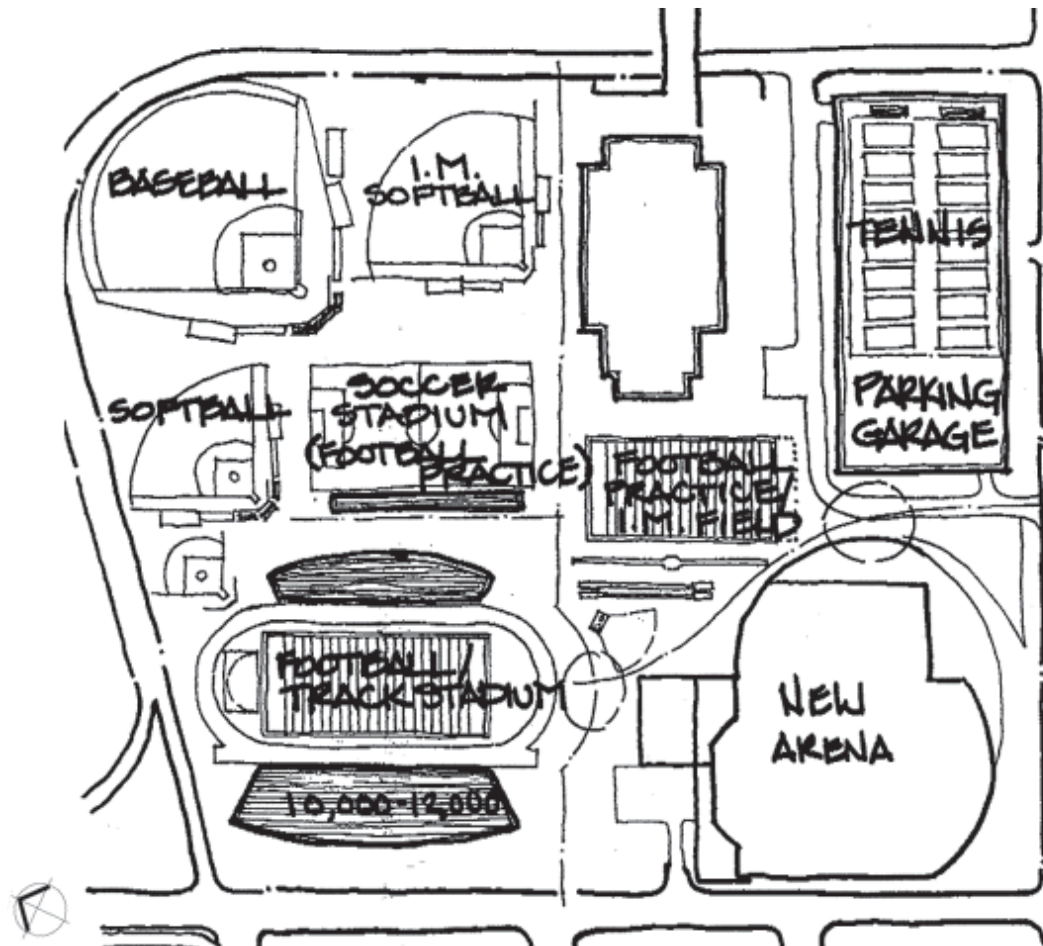 BASEBALL
I.M.
SOFTBALL
TENNIS
PARKING
GARAGE
SOFTBALL
SOCCER
STADIUM
(FOOTBALL
PRACTICE)
FOOTBALL
PRACTICE/
I.M. FIELD
FOOTBALL/
TRACK STADIUM
10,000-12,000
NEW
ARENA